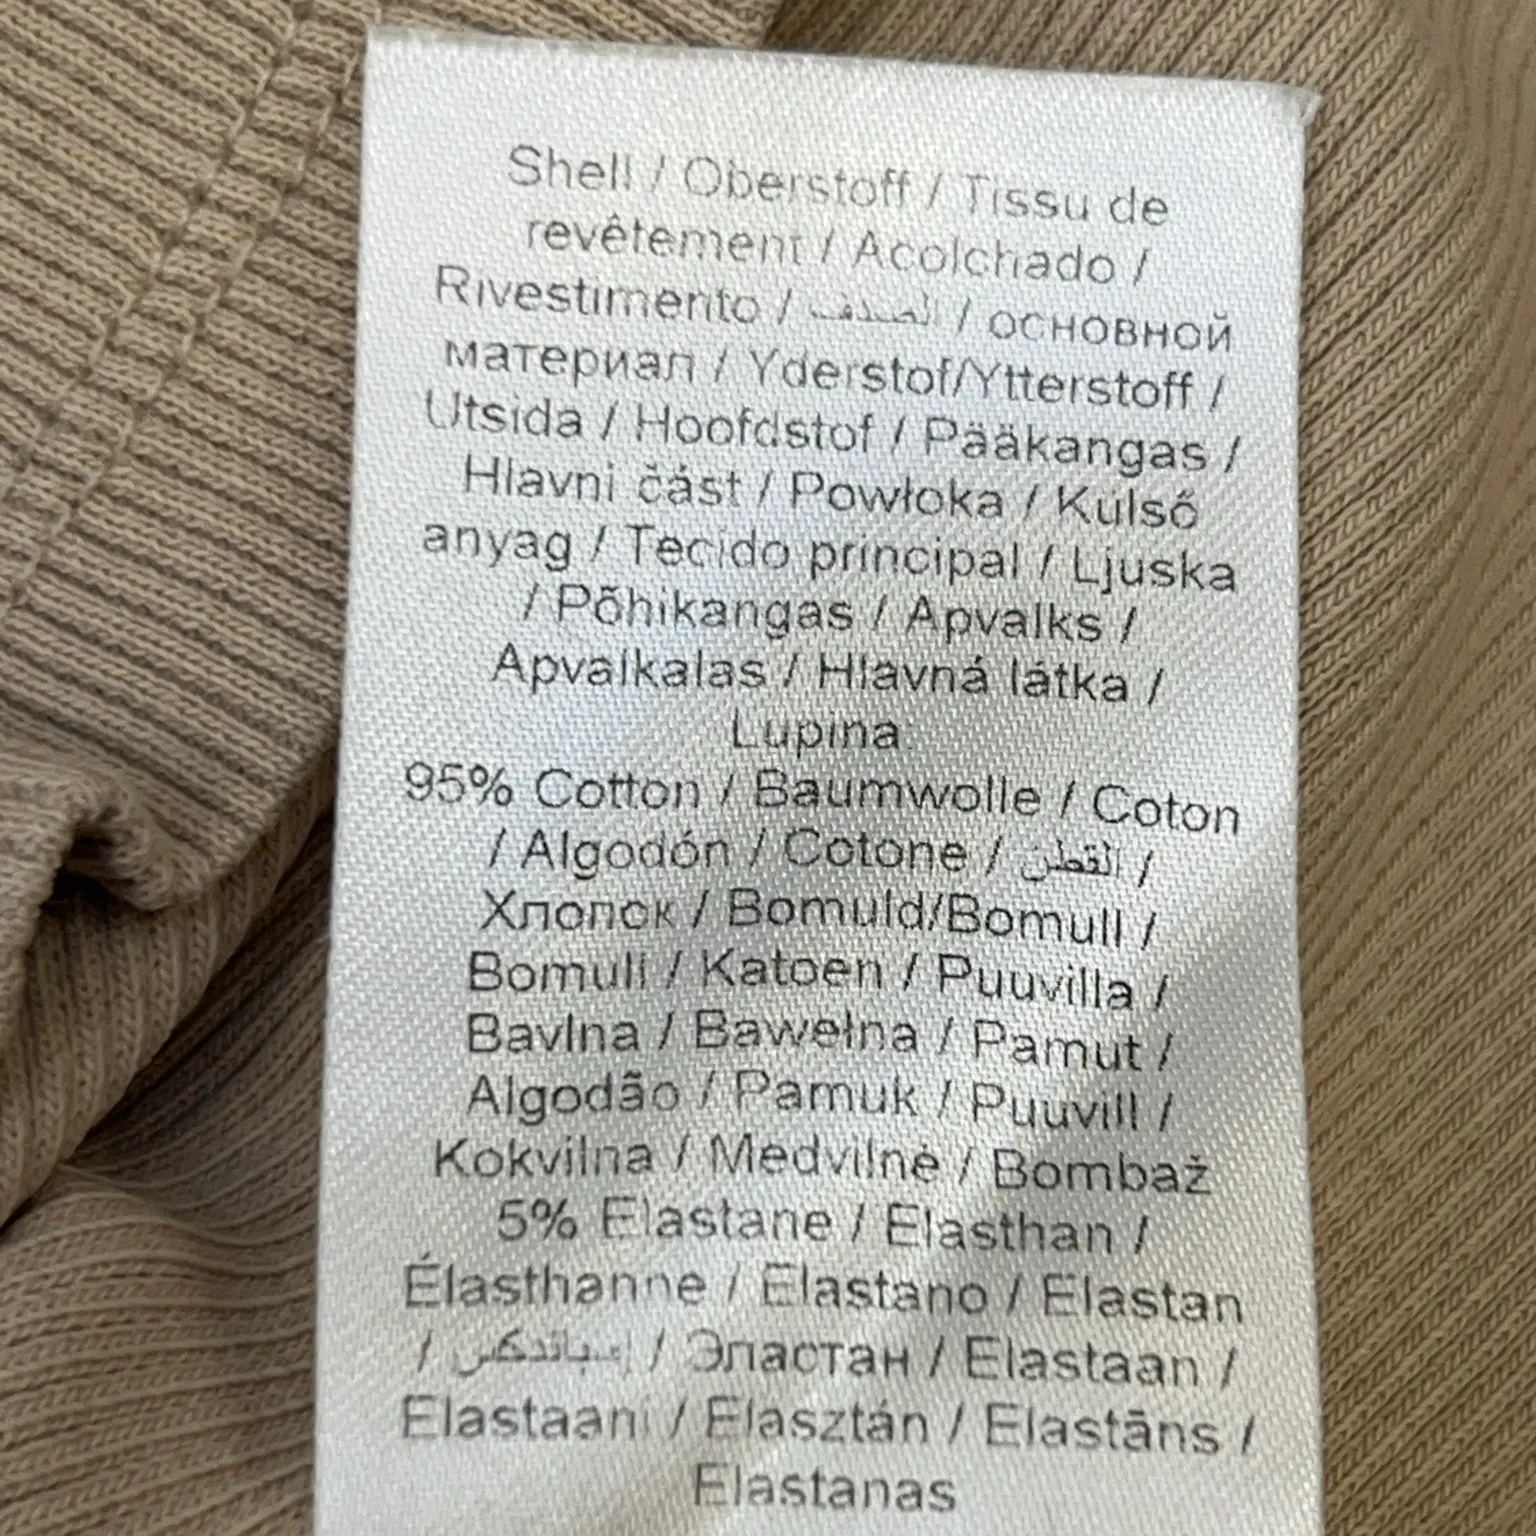 Shell / Oberstoff / Tissu de
revêtement / Acolchado /
Rivestimento / الصدف / основной
материал / Yderstof/Ytterstoff /
Utsida / Hoofdstof / Pääkangas /
Hlavni část / Powłoka / Külső
anyag / Tecido principal / Ljuska
/ Põhikangas / Apvalks /
Apvalkalas / Hlavná látka /
Lupina:
95% Cotton / Baumwolle / Coton
/ Algodón / Cotone / القطن /
Хлопок / Bomuld/Bomull /
Bomull / Katoen / Puuvilla /
Bavlna / Bawełna / Pamut /
Algodão / Pamuk / Puuvill /
Kokvilna / Medvilnė / Bombaž
5% Elastane / Elasthan /
Élasthanne / Elastano / Elastan
/ إسباندكس / Эластан / Elastaan /
Elastaani / Elasztán / Elastāns /
Elastanas